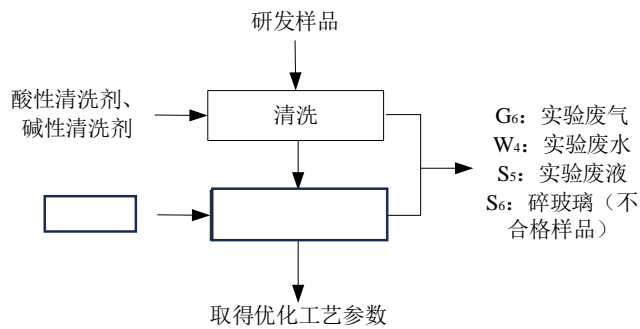 研发样品
酸性清洗剂、
碱性清洗剂
清洗
G₆：实验废气
W₄：实验废水
S₅：实验废液
S₆：碎玻璃（不
合格样品）
取得优化工艺参数